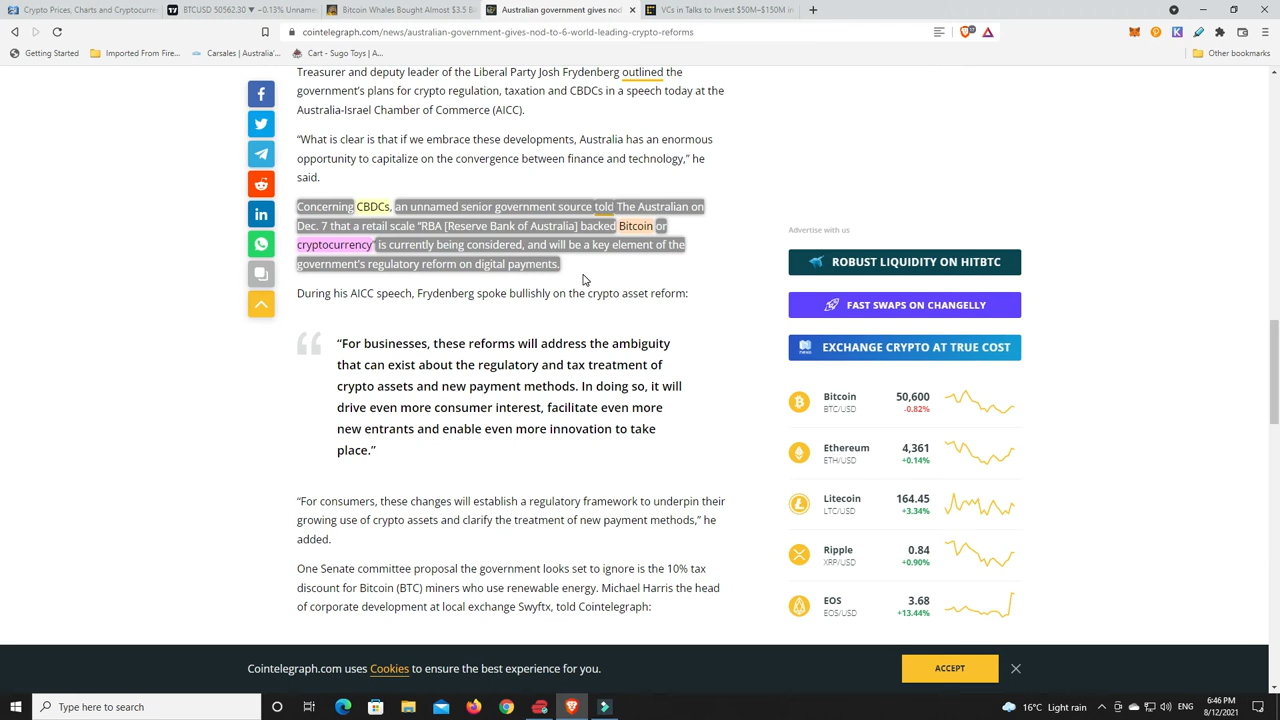 Crypto Prices, Charts and Cryptocurr
BTCUSD 50562.30 ▼ −0.13% Unname
Bitcoin Whales Bought Almost $3.5 B
Australian government gives nod
VCs in Talks to Invest $50M–$150M in
cointelegraph.com/news/australian-government-gives-nod-to-6-world-leading-crypto-reforms
Getting Started
Imported From Fire...
Carsales | Australia'...
Cart - Sugo Toys | A...
Other bookmarks
Treasurer and deputy leader of the Liberal Party Josh Frydenberg outlined the
government's plans for crypto regulation, taxation and CBDCs in a speech today at the
Australia-Israel Chamber of Commerce (AICC).
“What is clear is that if we embrace these developments, Australia has an enormous
opportunity to capitalize on the convergence between finance and technology,” he
said.
Concerning CBDCs, an unnamed senior government source told The Australian on
Dec. 7 that a retail scale “RBA [Reserve Bank of Australia] backed Bitcoin or
cryptocurrency” is currently being considered, and will be a key element of the
government's regulatory reform on digital payments.
During his AICC speech, Frydenberg spoke bullishly on the crypto asset reform:
“For businesses, these reforms will address the ambiguity
that can exist about the regulatory and tax treatment of
crypto assets and new payment methods. In doing so, it will
drive even more consumer interest, facilitate even more
new entrants and enable even more innovation to take
place.”
“For consumers, these changes will establish a regulatory framework to underpin their
growing use of crypto assets and clarify the treatment of new payment methods,” he
added.
One Senate committee proposal the government looks set to ignore is the 10% tax
discount for Bitcoin (BTC) miners who use renewable energy. Michael Harris the head
of corporate development at local exchange Swyftx, told Cointelegraph:
Advertise with us
ROBUST LIQUIDITY ON HITBTC
FAST SWAPS ON CHANGELLY
EXCHANGE CRYPTO AT TRUE COST
Bitcoin 50,600
BTC/USD -0.82%
Ethereum 4,361
ETH/USD +0.14%
Litecoin 164.45
LTC/USD +3.34%
Ripple 0.84
XRP/USD +0.90%
EOS 3.68
EOS/USD +13.44%
Cointelegraph.com uses Cookies to ensure the best experience for you.
ACCEPT
Type here to search
16°C Light rain
6:46 PM
8/12/2021